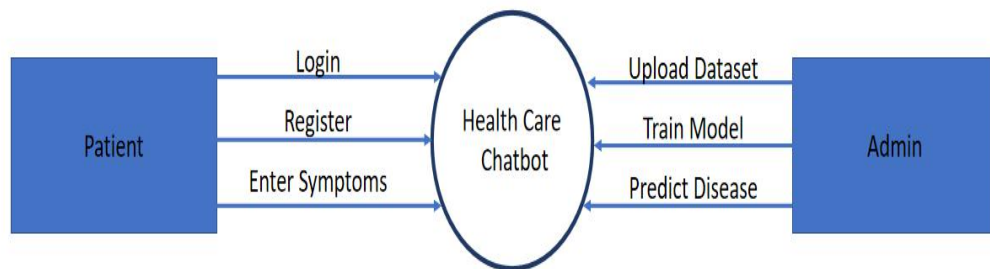 Login
Register
Enter Symptoms
Patient
Health Care
Chatbot
Upload Dataset
Train Model
Predict Disease
Admin